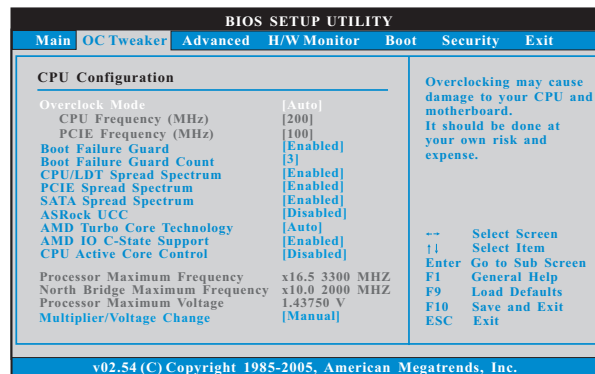 BIOS SETUP UTILITY
Main OC Tweaker Advanced H/W Monitor Boot Security Exit
CPU Configuration
Overclock Mode [Auto]
CPU Frequency (MHz) [200]
PCIE Frequency (MHz) [100]
Boot Failure Guard [Enabled]
Boot Failure Guard Count [3]
CPU/LDT Spread Spectrum [Enabled]
PCIE Spread Spectrum [Enabled]
SATA Spread Spectrum [Enabled]
ASRock UCC [Disabled]
AMD Turbo Core Technology [Auto]
AMD IO C-State Support [Enabled]
CPU Active Core Control [Disabled]
Processor Maximum Frequency x16.5 3300 MHZ
North Bridge Maximum Frequency x10.0 2000 MHZ
Processor Maximum Voltage 1.43750 V
Multiplier/Voltage Change [Manual]
Overclocking may cause
damage to your CPU and
motherboard.
It should be done at
your own risk and
expense.
←→ Select Screen
↑↓ Select Item
Enter Go to Sub Screen
F1 General Help
F9 Load Defaults
F10 Save and Exit
ESC Exit
v02.54 (C) Copyright 1985-2005, American Megatrends, Inc.